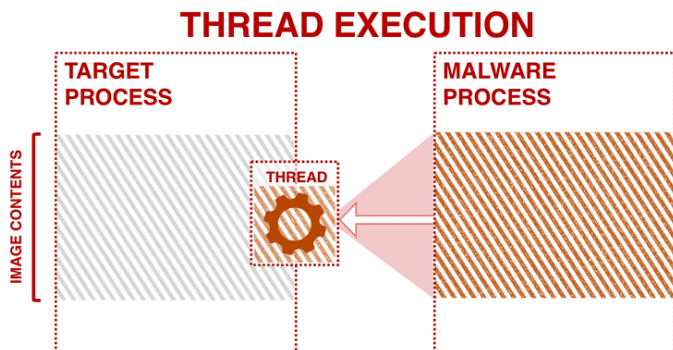 THREAD EXECUTION
TARGET
PROCESS
MALWARE
PROCESS
IMAGE CONTENTS
THREAD